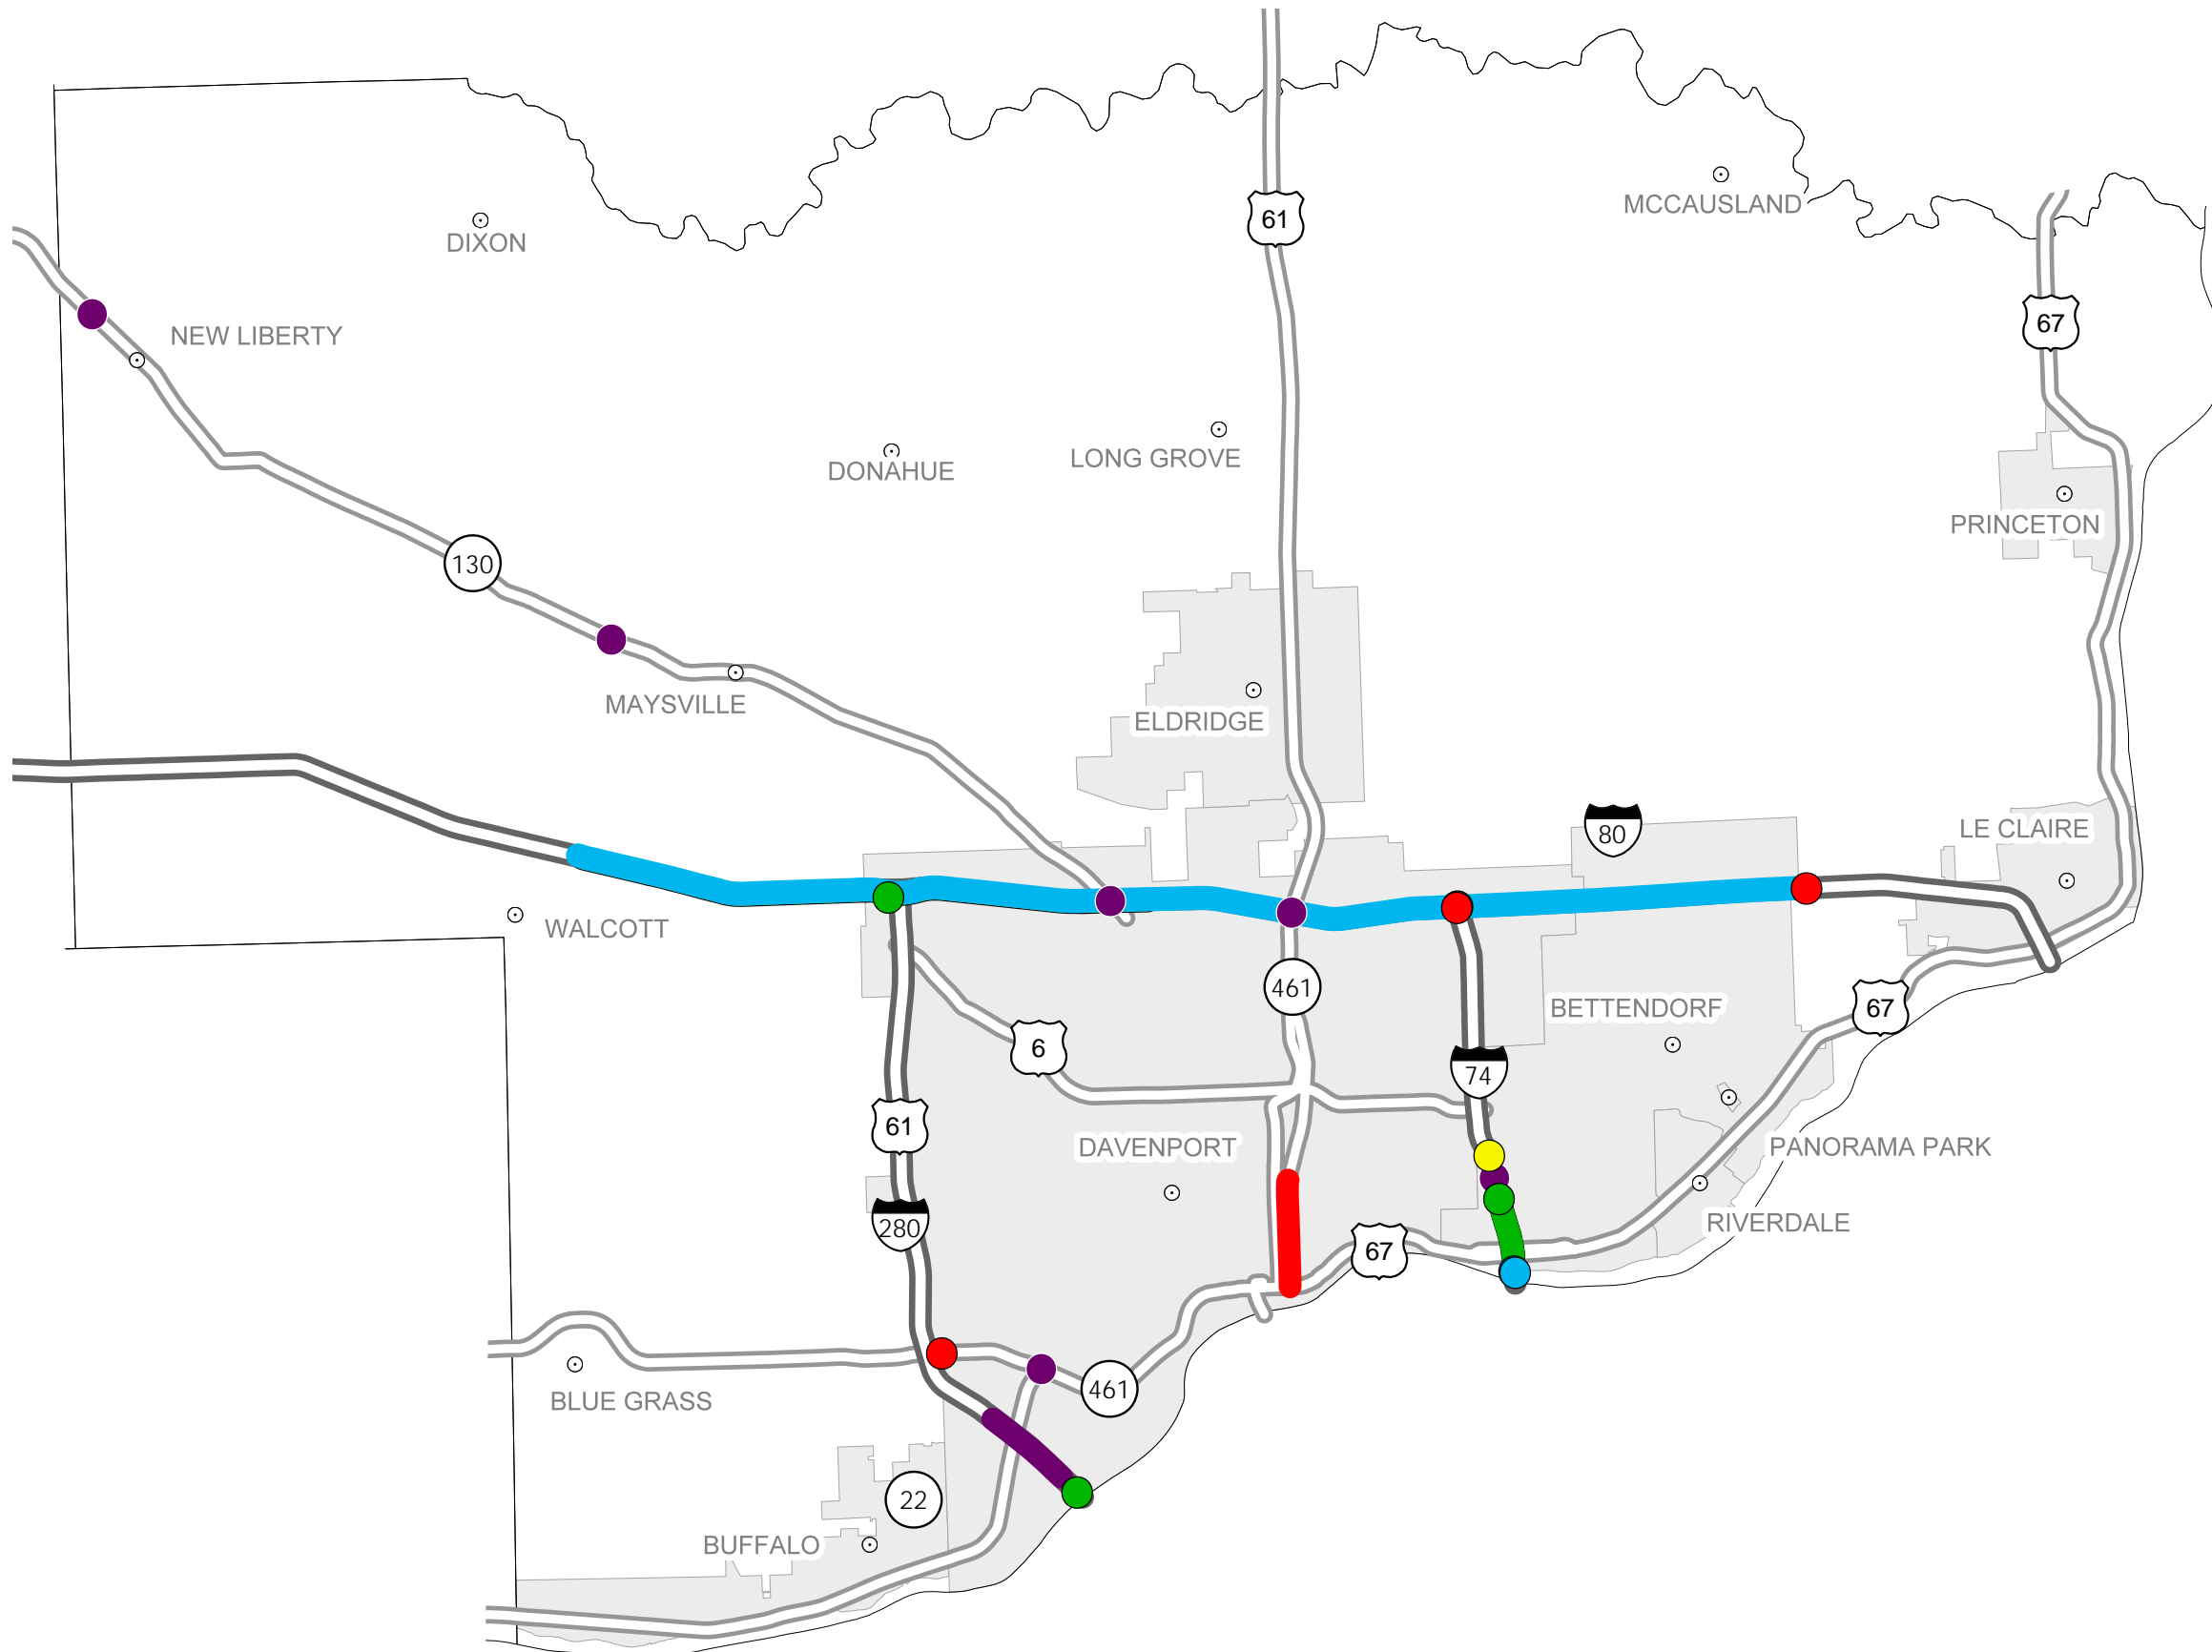 61
MCCAUSLAND
DIXON
67
NEW LIBERTY
LONG GROVE
DONAHUE
PRINCETON
130
MAYSVILLE
ELDRIDGE
80
LE CLAIRE
WALCOTT
461
BETTENDORF
67
6
74
61
DAVENPORT
PANORAMA PARK
280
RIVERDALE
67
461
BLUE GRASS
22
BUFFALO